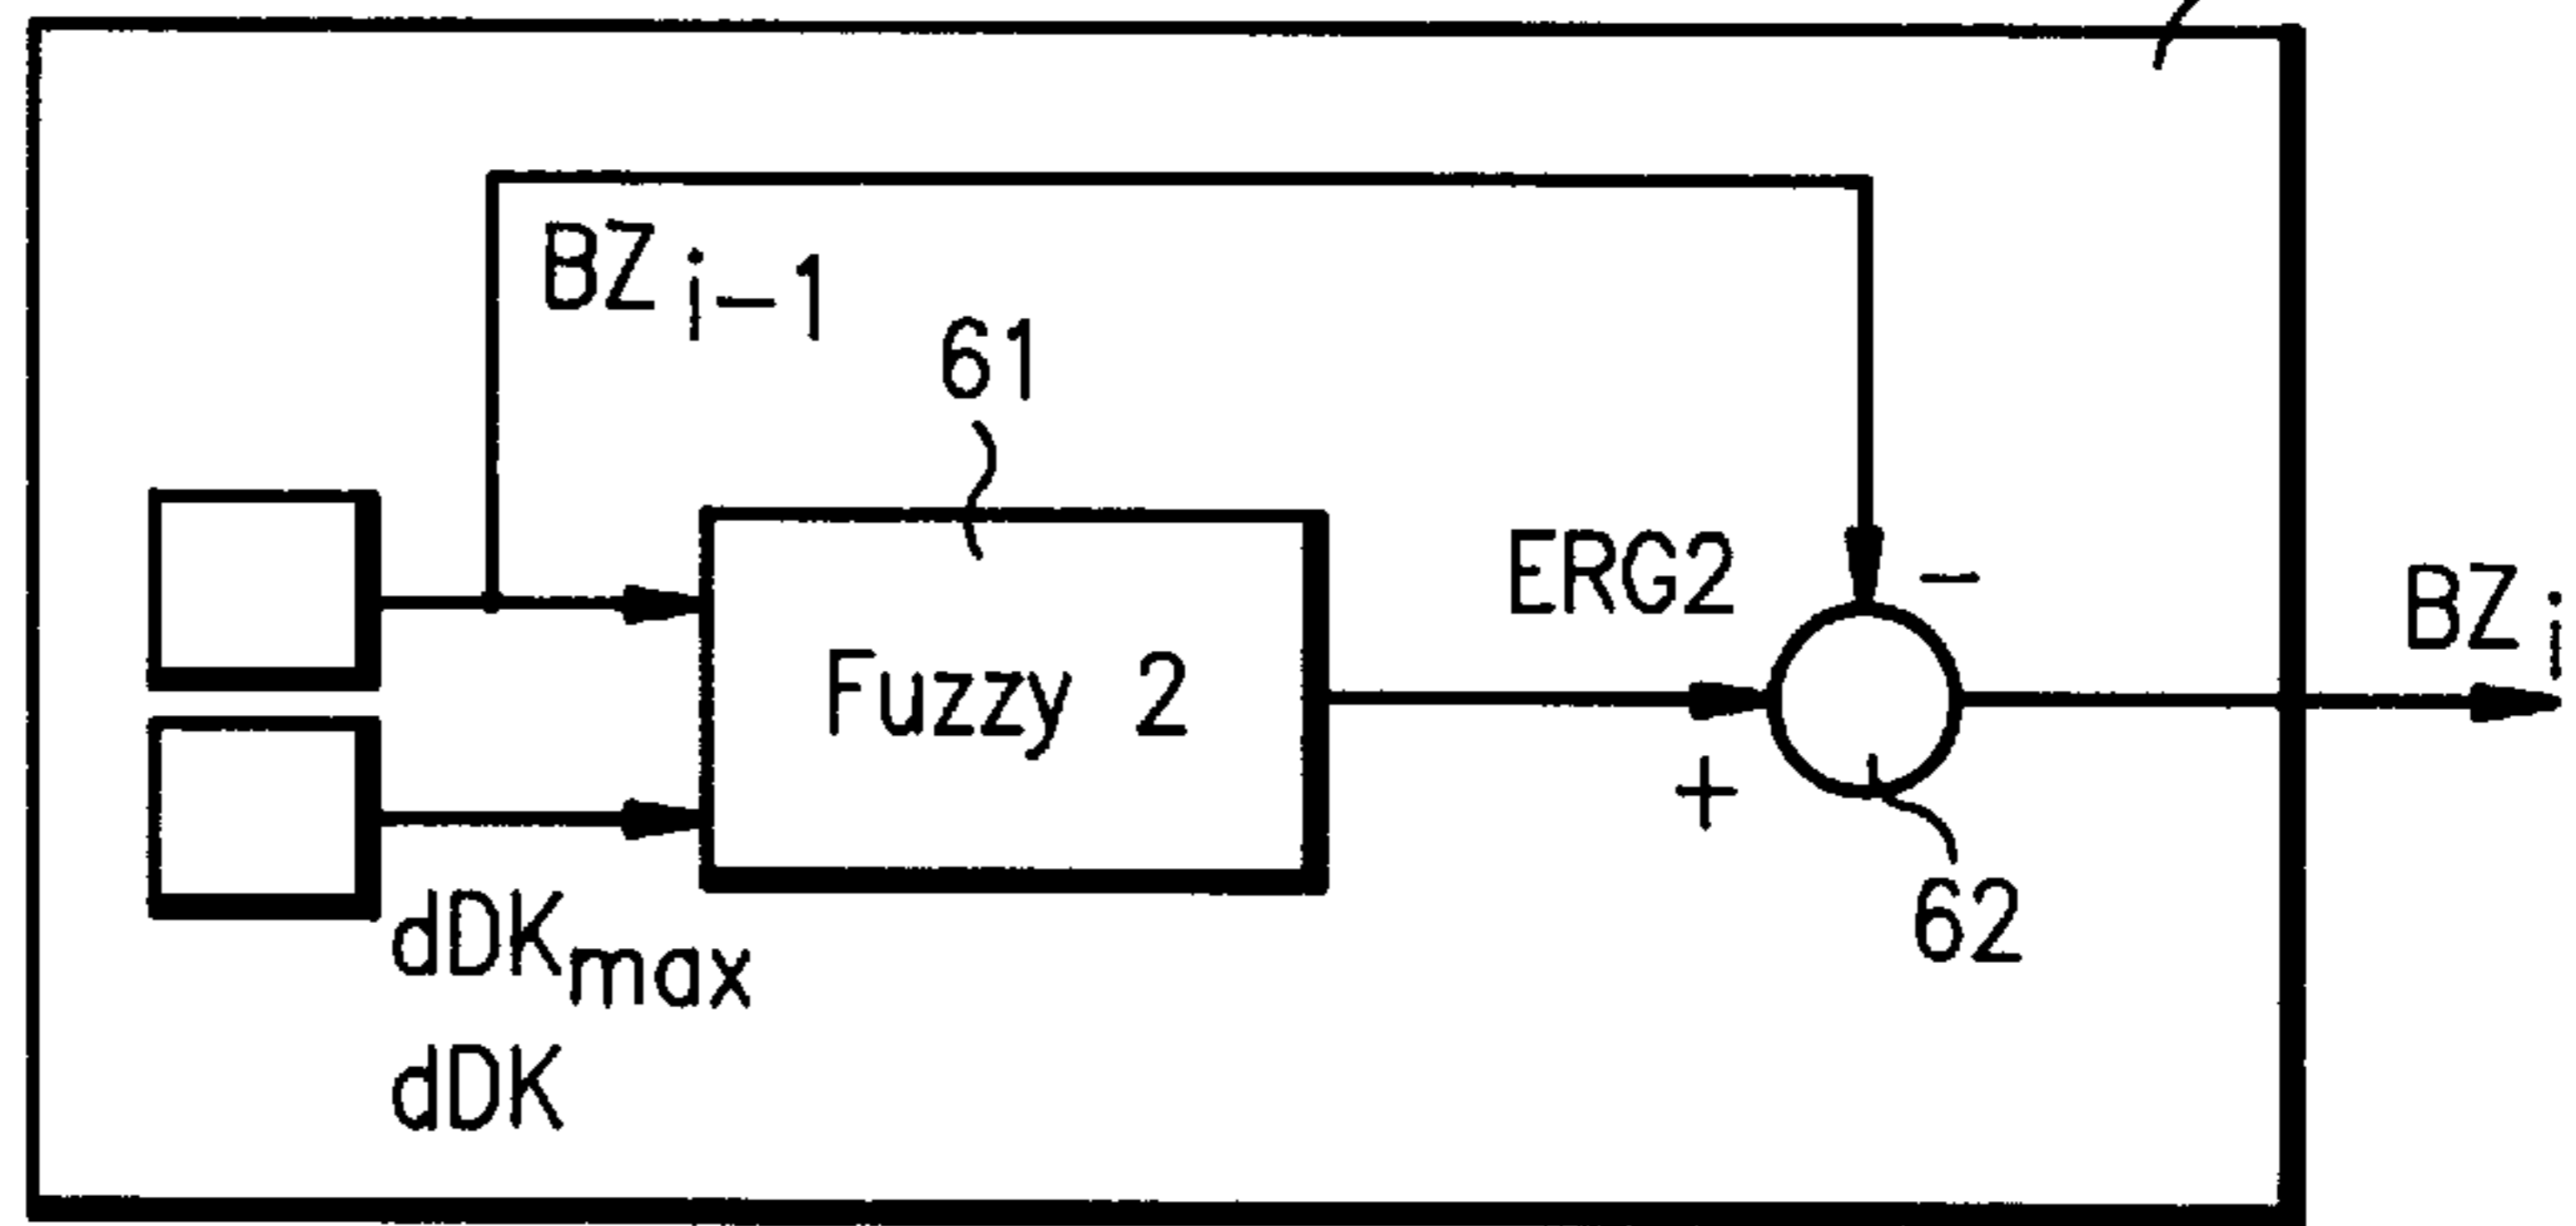 BZ i-1
61
ERG2
-
BZ i
Fuzzy 2
+
62
dDKmax
dDK